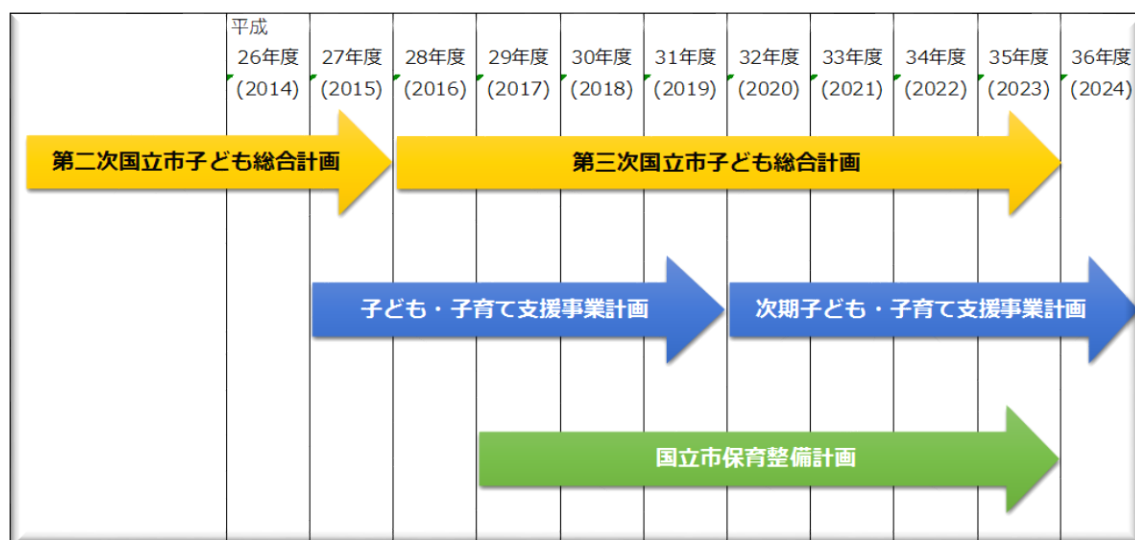 平成
26年度 27年度 28年度 29年度 30年度 31年度 32年度 33年度 34年度 35年度 36年度
(2014) (2015) (2016) (2017) (2018) (2019) (2020) (2021) (2022) (2023) (2024)
第二次国立市子ども総合計画 第三次国立市子ども総合計画
子ども・子育て支援事業計画 次期子ども・子育て支援事業計画
国立市保育整備計画